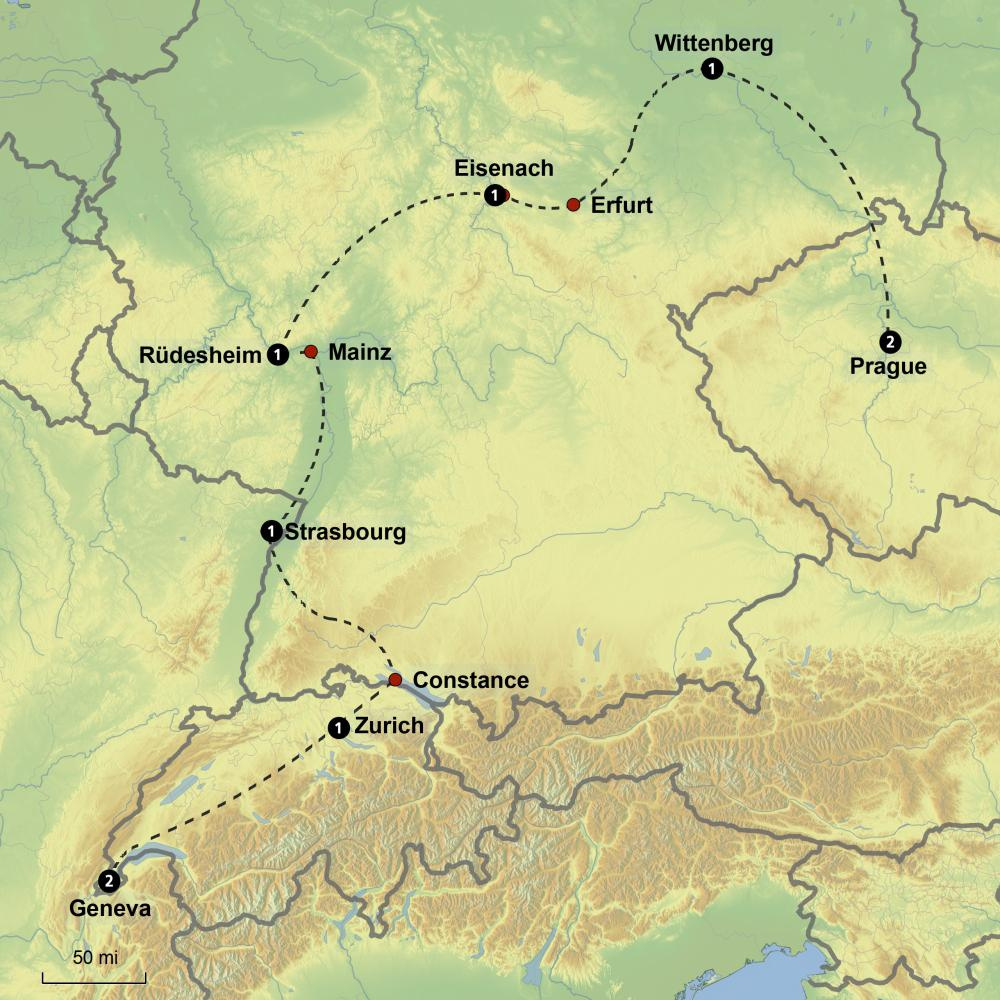 Wittenberg
1
Eisenach
1
Erfurt
Rüdesheim 1
Mainz
2
Prague
1 Strasbourg
Constance
1 Zurich
2
Geneva
50 mi